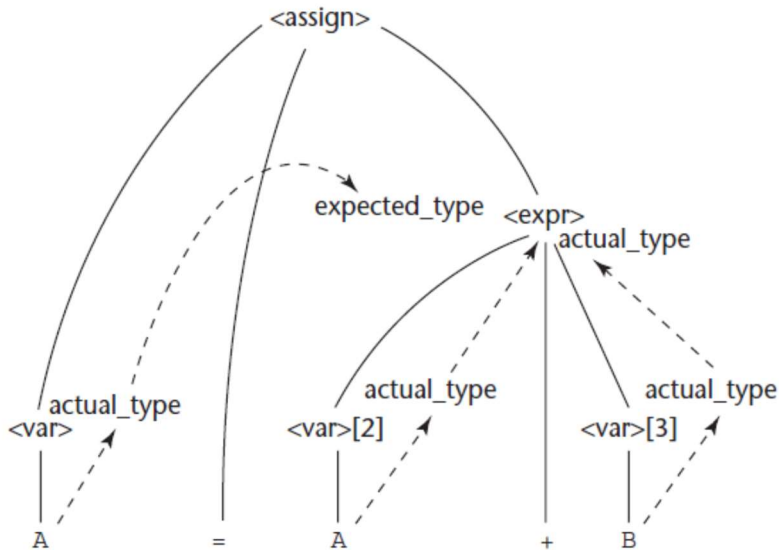 <assign>
expected_type <expr>
actual_type
actual_type actual_type actual_type
<var> <var>[2] <var>[3]
A = A + B